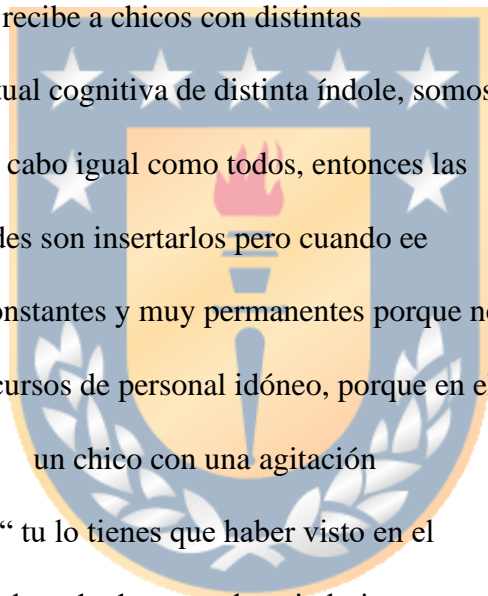 recibe a chicos con distintas
tual cognitiva de distinta índole, somos
cabo igual como todos, entonces las
des son insertarlos pero cuando ee
onstantes y muy permanentes porque no
cursos de personal idóneo, porque en el
un chico con una agitación
“ tu lo tienes que haber visto en el